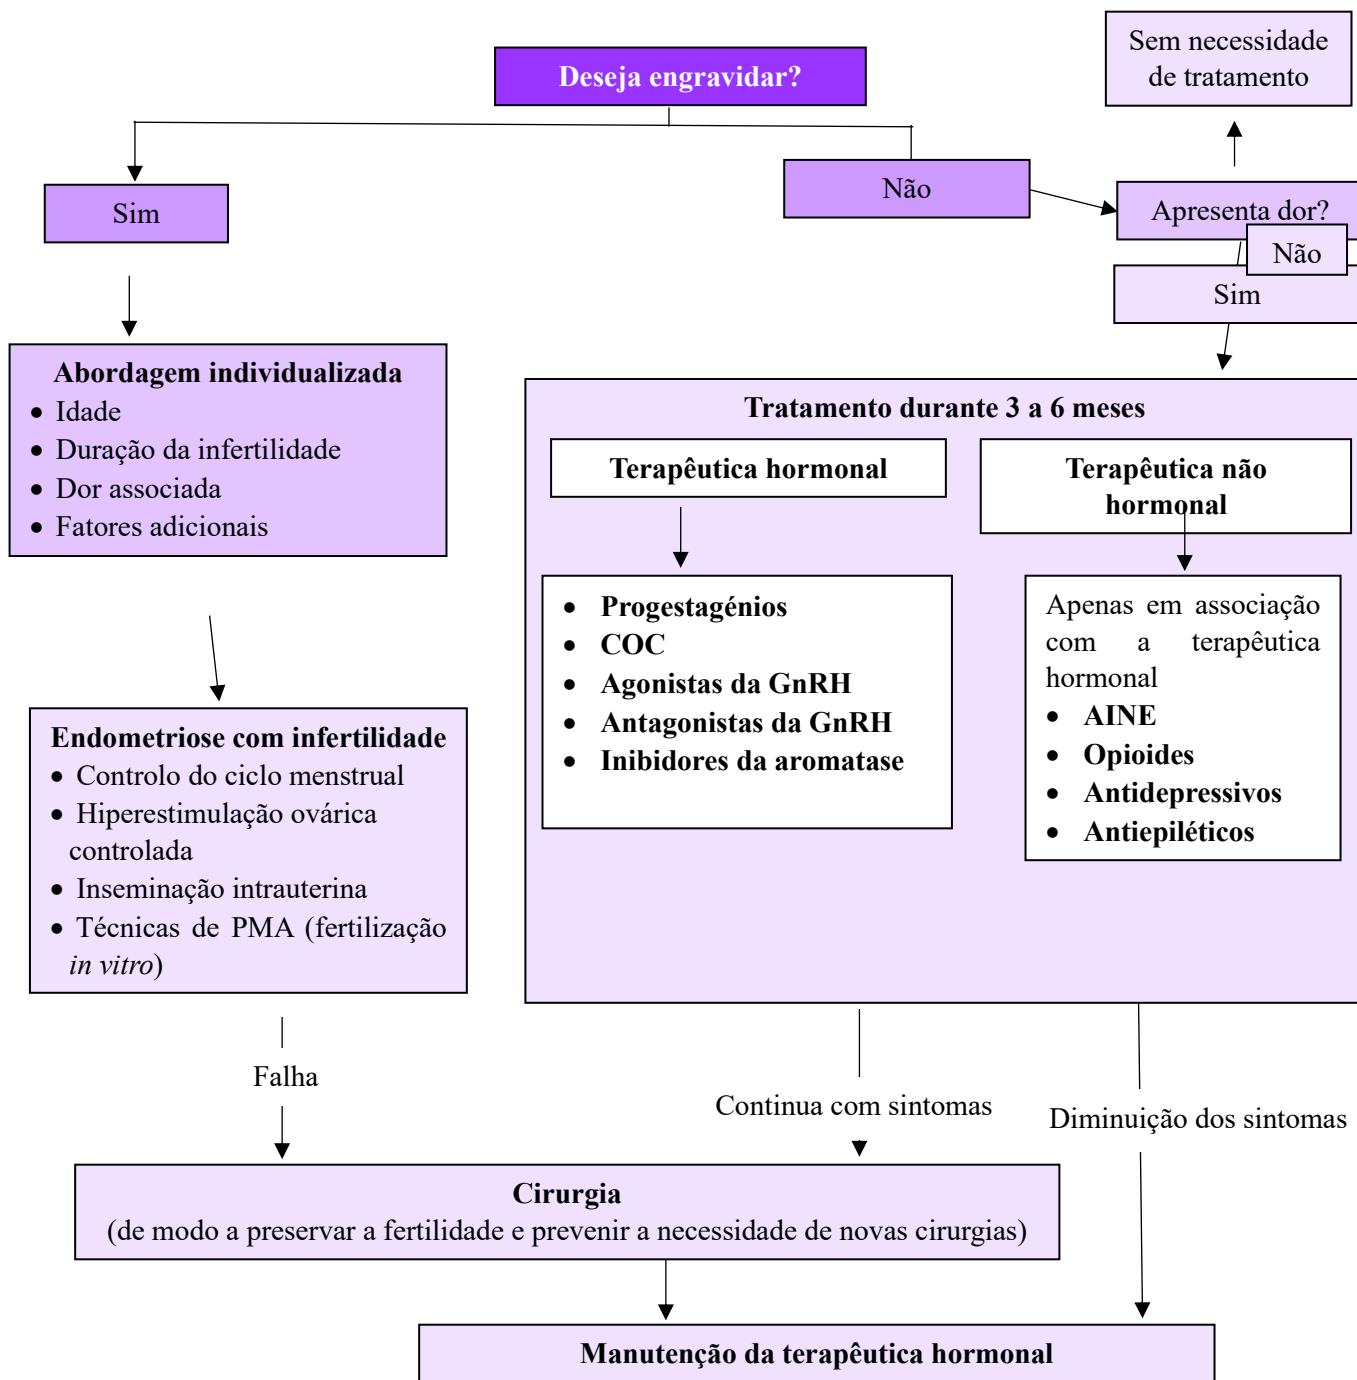 Deseja engravidar?
Sem necessidade
de tratamento
Sim
Não
Apresenta dor?
Não
Sim
Abordagem individualizada
• Idade
• Duração da infertilidade
• Dor associada
• Fatores adicionais
Tratamento durante 3 a 6 meses
Terapêutica hormonal
• Progestagénios
• COC
• Agonistas da GnRH
• Antagonistas da GnRH
• Inibidores da aromatase
Terapêutica não
hormonal
Apenas em associação
com a terapêutica
hormonal
• AINE
• Opioides
• Antidepressivos
• Antiepiléticos
Endometriose com infertilidade
• Controlo do ciclo menstrual
• Hiperestimulação ovárica
controlada
• Inseminação intrauterina
• Técnicas de PMA (fertilização
in vitro)
Falha
Continua com sintomas
Diminuição dos sintomas
Cirurgia
(de modo a preservar a fertilidade e prevenir a necessidade de novas cirurgias)
Manutenção da terapêutica hormonal